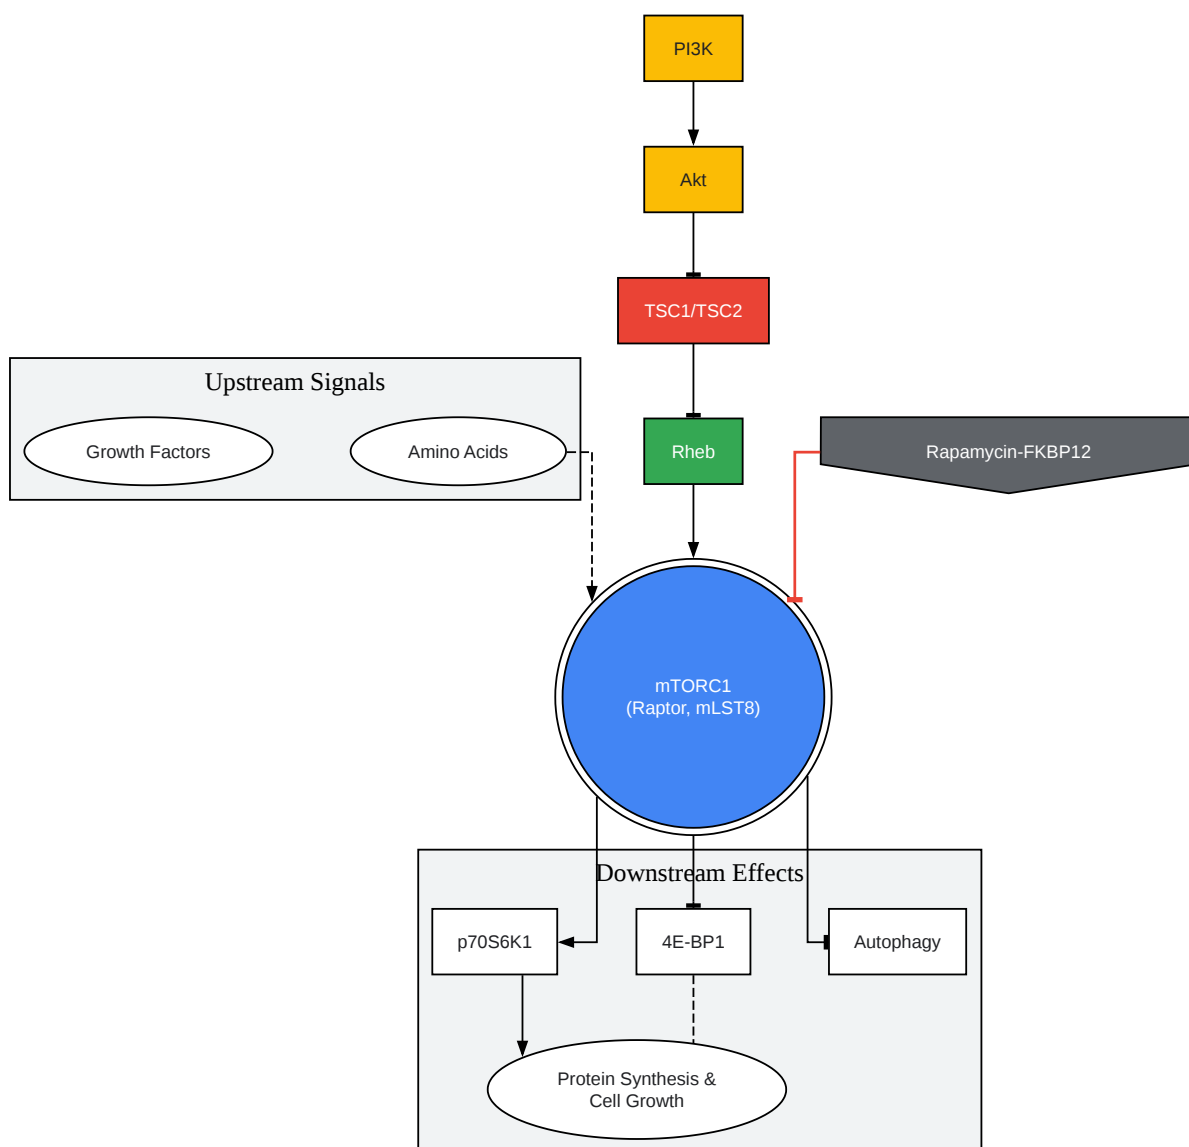 PI3K
Akt
TSC1/TSC2
Upstream Signals
Growth Factors
Amino Acids
Rheb
Rapamycin-FKBP12
mTORC1
(Raptor, mLST8)
Downstream Effects
p70S6K1
4E-BP1
Autophagy
Protein Synthesis &
Cell Growth